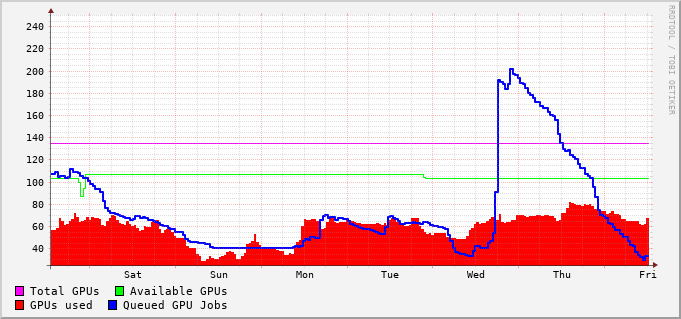 240
220
200
180
160
140
120
100
80
60
40
Sat Sun Mon Tue Wed Thu Fri
Total GPUs Available GPUs
GPUs used Queued GPU Jobs
RRDTOOL / TOBI OETIKER